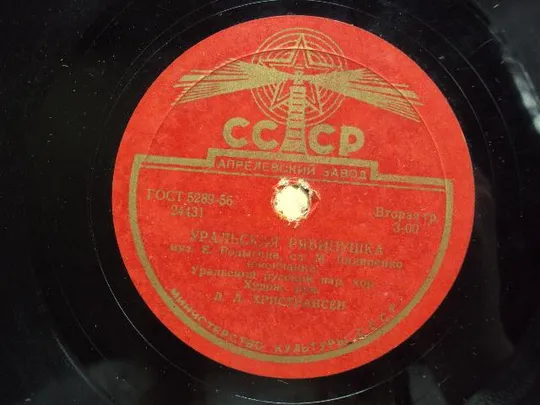 СССР
АПРЕЛЕВСКИЙ ЗАВОД
ГОСТ 5289-56
24431
Вторая гр.
3-00
УРАЛЬСКАЯ РЯБИНУШКА
муз. Е. Родыгина, ст. М. Пилипенко
Уральский русский нар. хор
Худож. рук.
Л. Л. ХРИСТИАНСЕН
МИНИСТЕРСТВО КУЛЬТУРЫ СССР